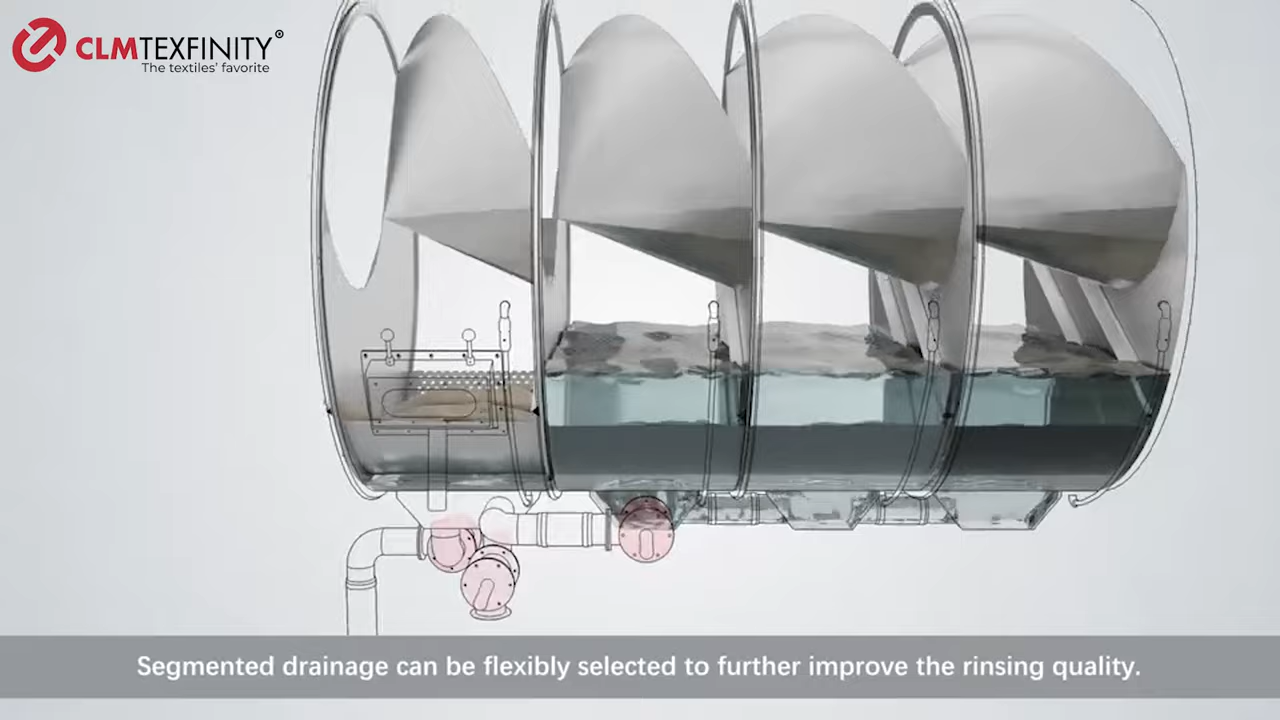 CLMTEXFINITY®
The textiles' favorite
Segmented drainage can be flexibly selected to further improve the rinsing quality.